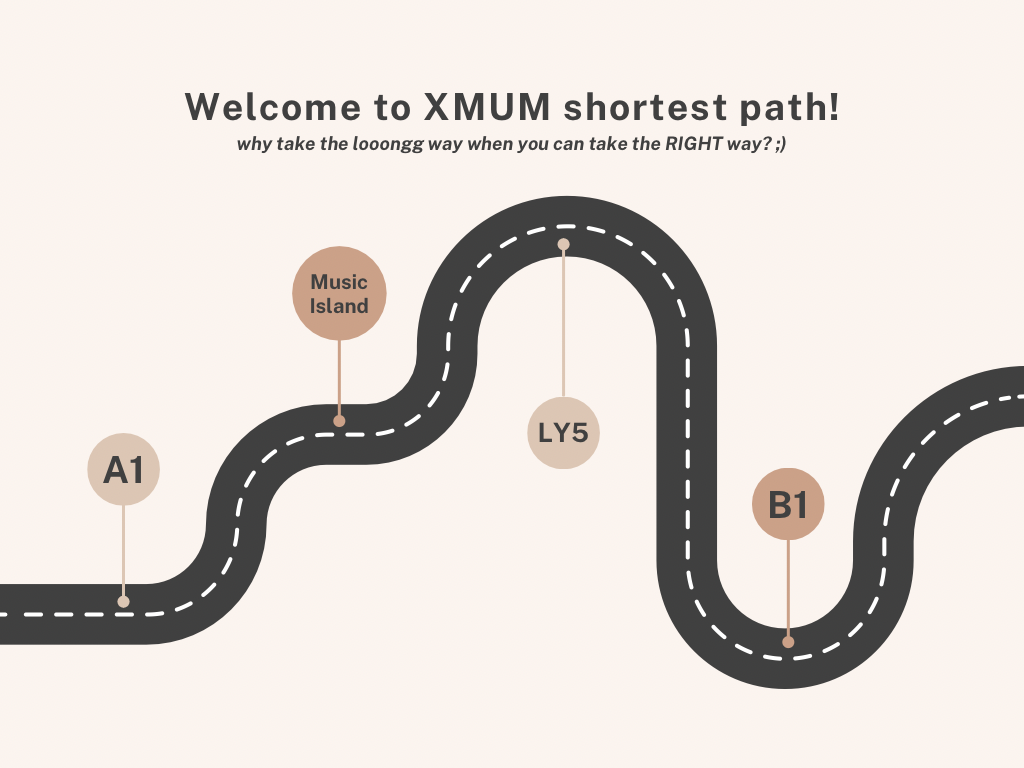 Welcome to XMUM shortest path!
why take the looongg way when you can take the RIGHT way? ;)
Music
Island
LY5
A1
B1